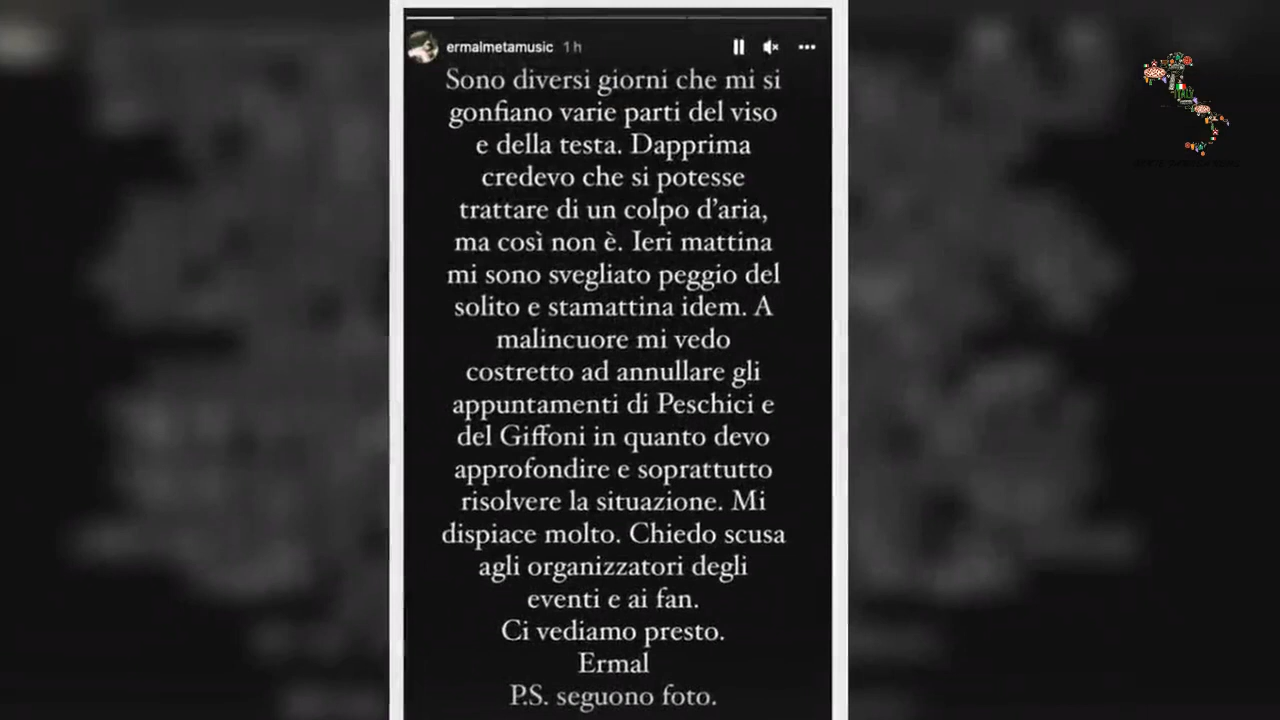 ermalmetamusic 1 h
Sono diversi giorni che mi si
gonfiano varie parti del viso
e della testa. Dapprima
credevo che si potesse
trattare di un colpo d’aria,
ma così non è. Ieri mattina
mi sono svegliato peggio del
solito e stamattina idem. A
malincuore mi vedo
costretto ad annullare gli
appuntamenti di Peschici e
del Giffoni in quanto devo
approfondire e soprattutto
risolvere la situazione. Mi
dispiace molto. Chiedo scusa
agli organizzatori degli
eventi e ai fan.
Ci vediamo presto.
Ermal
P.S. seguono foto.